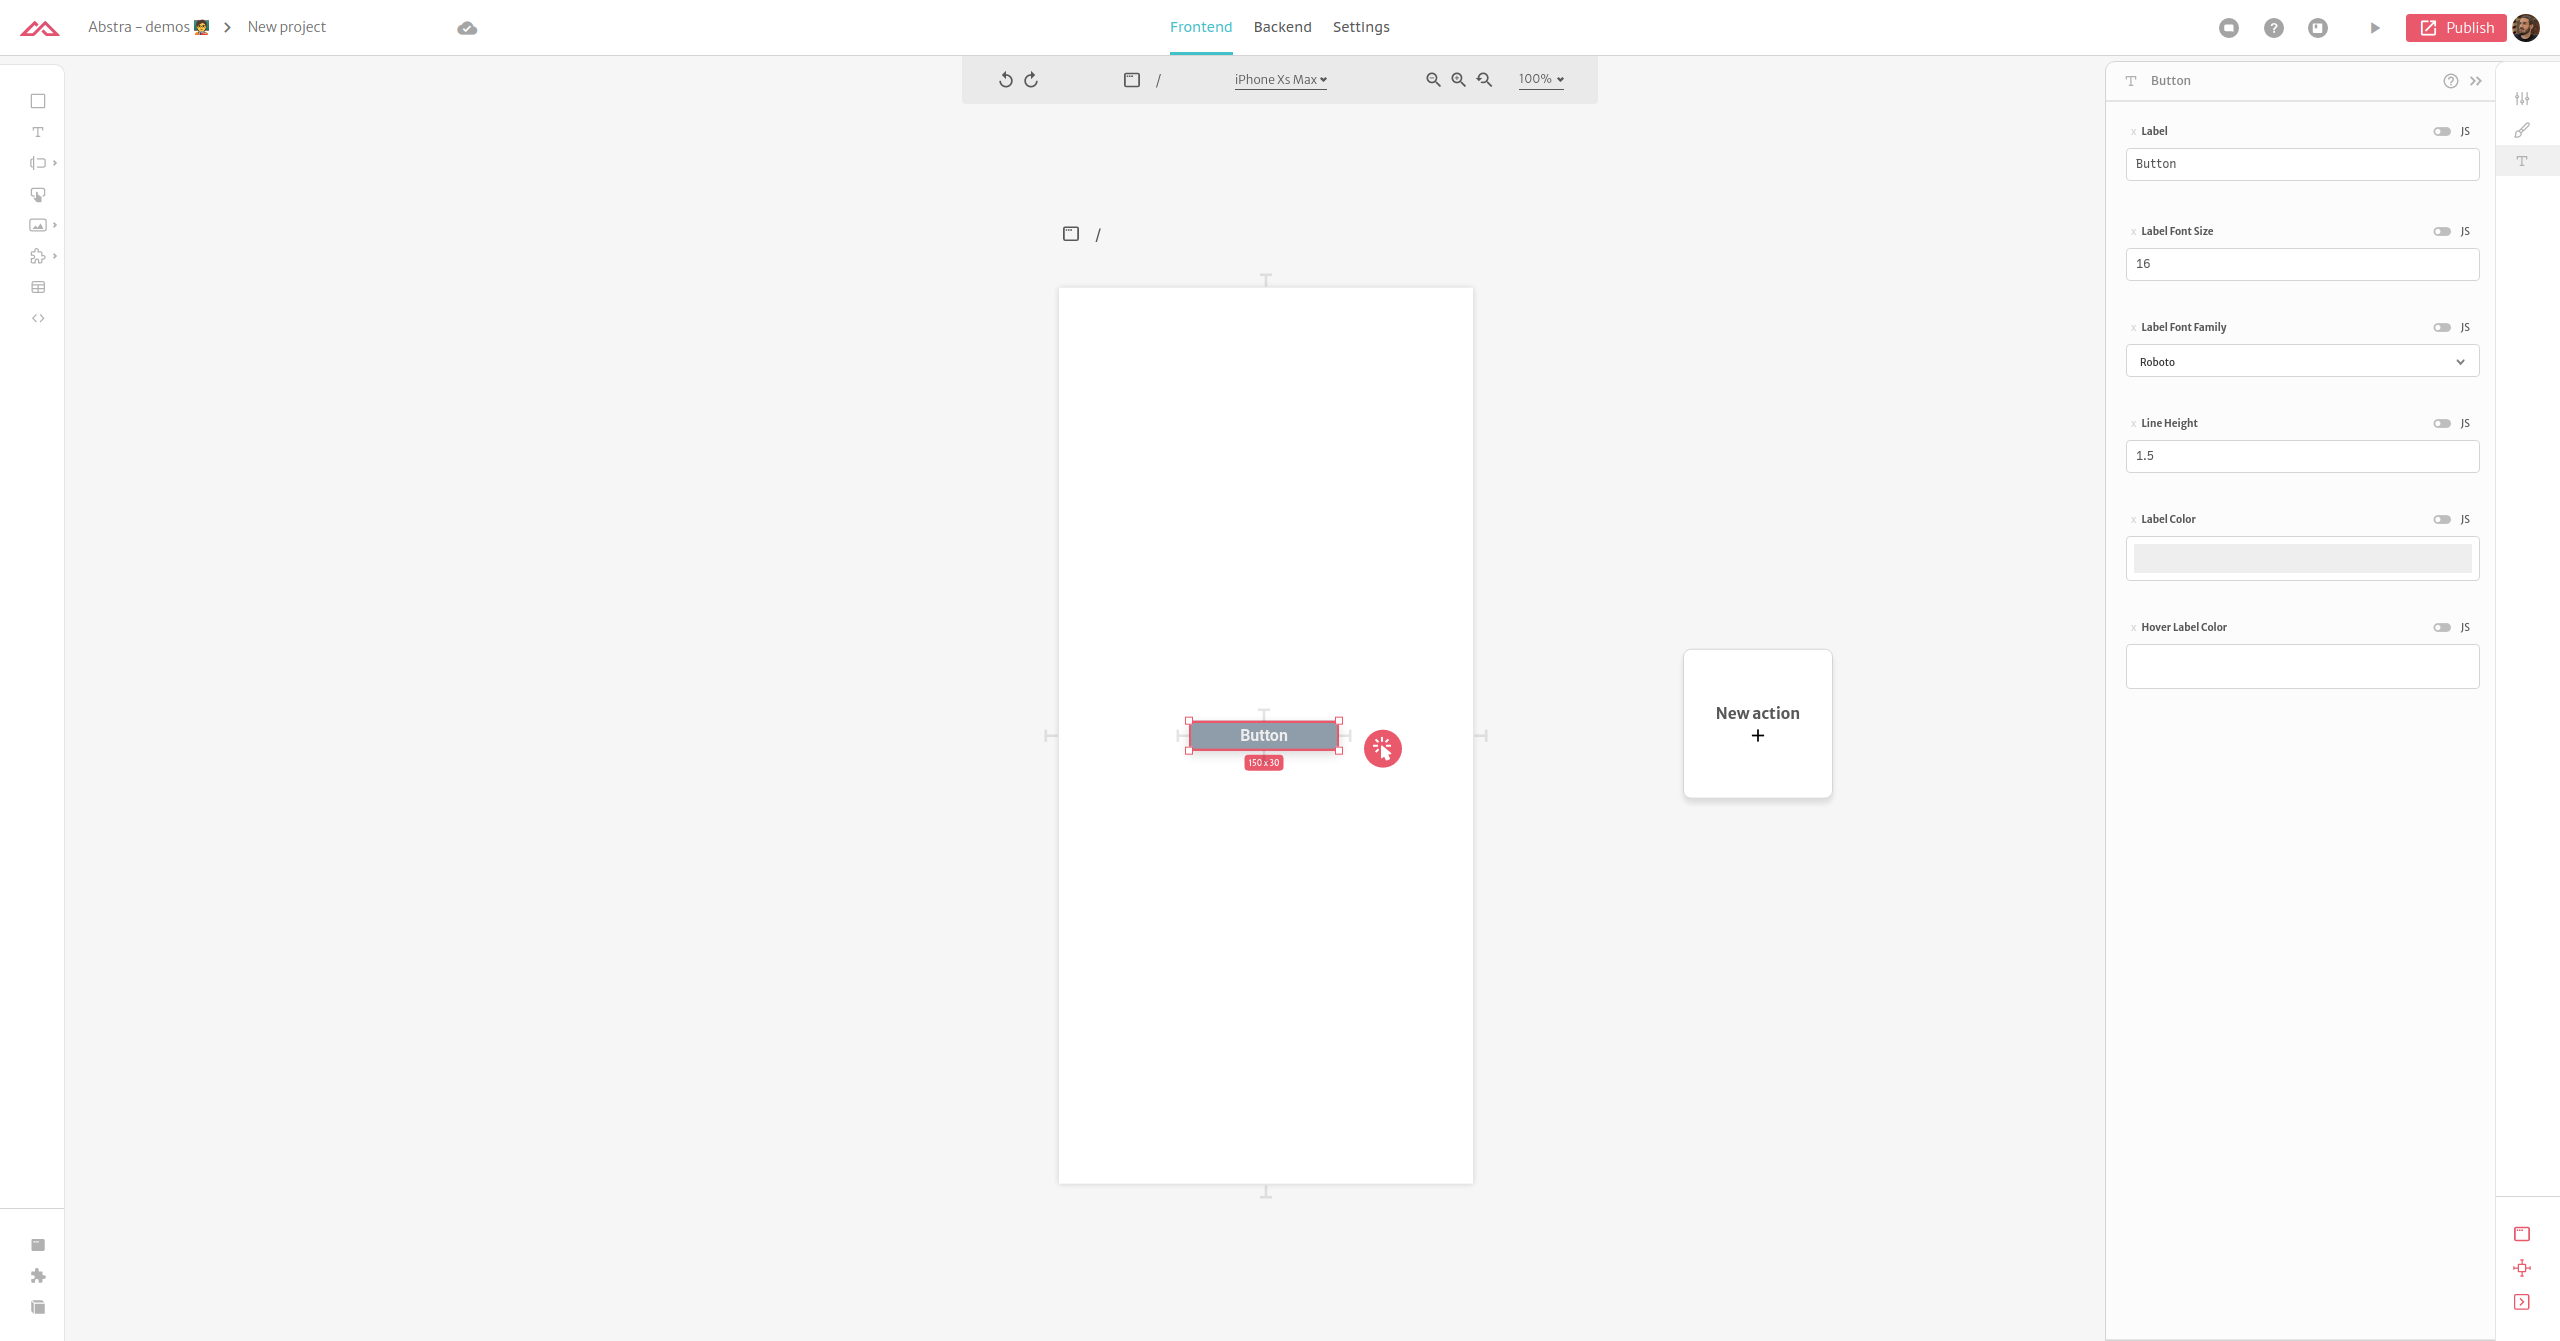 Abstra – demos 🧑‍🏫 > New project
Frontend Backend Settings
Publish
/ iPhone Xs Max 100%
Button
x Label JS
Button
x Label Font Size JS
16
x Label Font Family JS
Roboto
x Line Height JS
1.5
x Label Color JS
x Hover Label Color JS
/
Button
150 x 30
New action
+